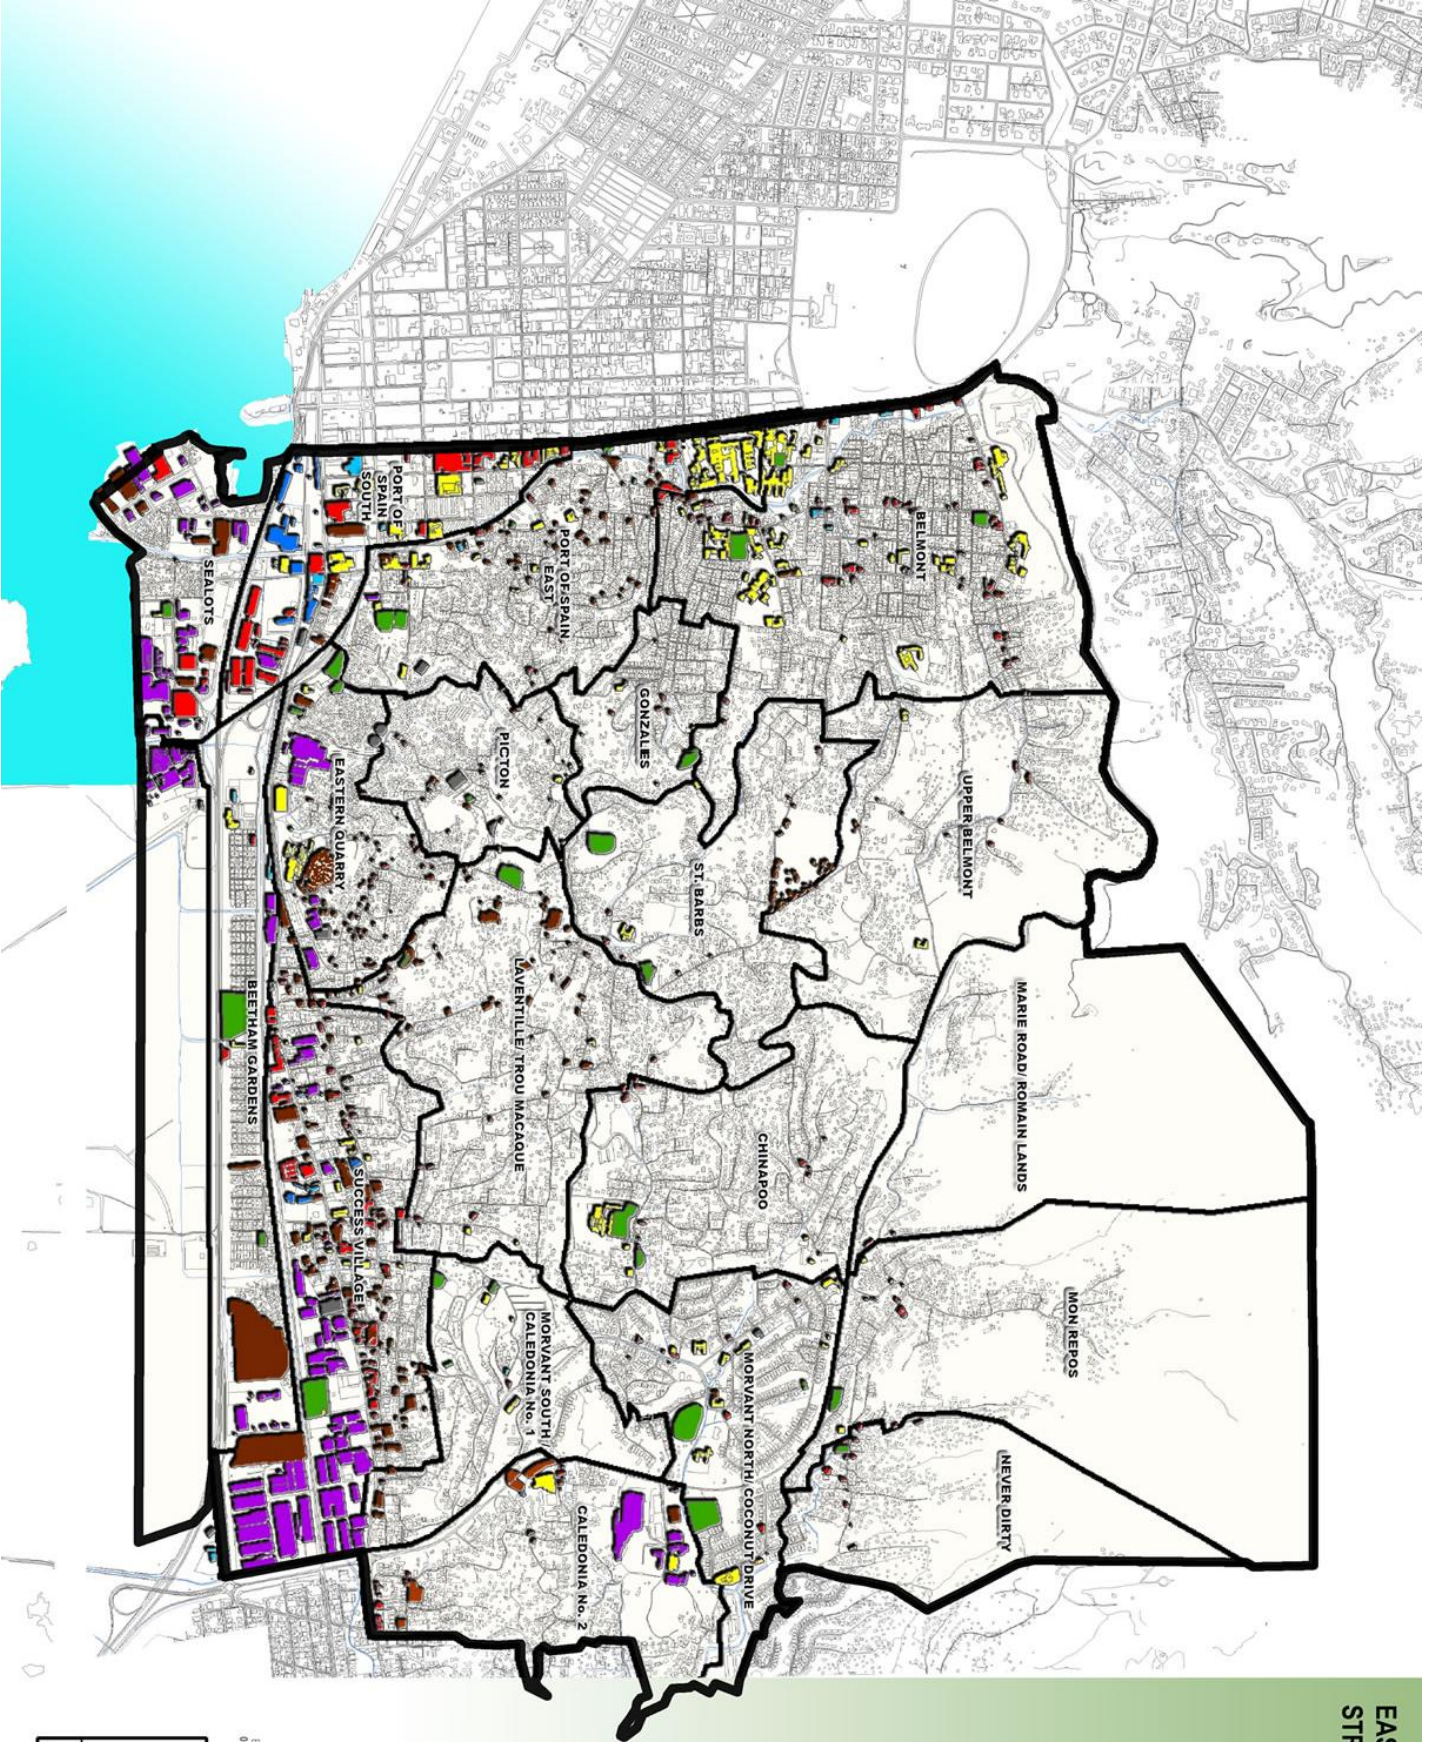 EAS
STR
BELMONT
UPPER BELMONT
MARIE ROAD/ ROMAIN LANDS
MON REPOS
NEVER DIRTY
PORT OF SPAIN
EAST
GONZALES
ST. BARBS
CHINAPOO
MORVANT NORTH/ COCONUT DRIVE
PICTON
LAVENTILLE/TROU MACAQUE
MORVANT SOUTH/
CALEDONIA No. 1
CALEDONIA No. 2
PORT OF
SPAIN
SOUTH
EASTERN QUARRY
SUCCESS VILLAGE
SEALOTS
BEETHAM GARDENS